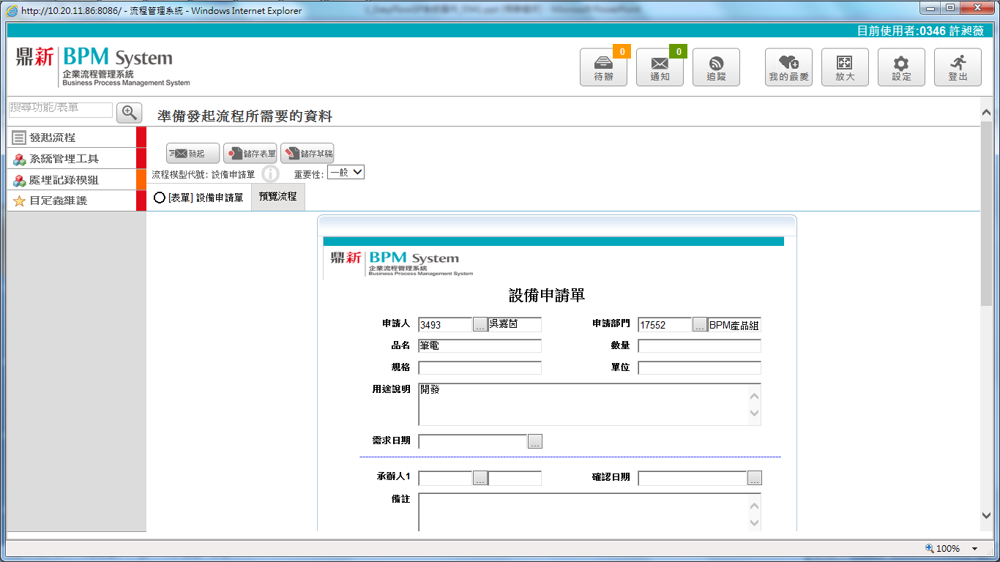 http://10.20.11.86:8086/ - 流程管理系統 - Windows Internet Explorer
目前使用者:0346 許昶薇
鼎新 BPM System
企業流程管理系統
Business Process Management System
0
待辦
0
通知
追蹤
我的最愛
放大
設定
登出
搜尋功能/表單
準備發起流程所需要的資料
發起流程
系統管理工具
處理記錄模組
自定義維護
發起
儲存表單
儲存草稿
流程模型代號: 設備申請單
重要性: 一般
[表單] 設備申請單
預覽流程
鼎新 BPM System
企業流程管理系統
Business Process Management System
設備申請單
申請人 3493 ... 吳嘉茵
申請部門 17552 ... BPM產品組
品名 筆電
數量
規格
單位
用途說明 開發
需求日期 ...
承辦人1 ...
確認日期 ...
備註
100%